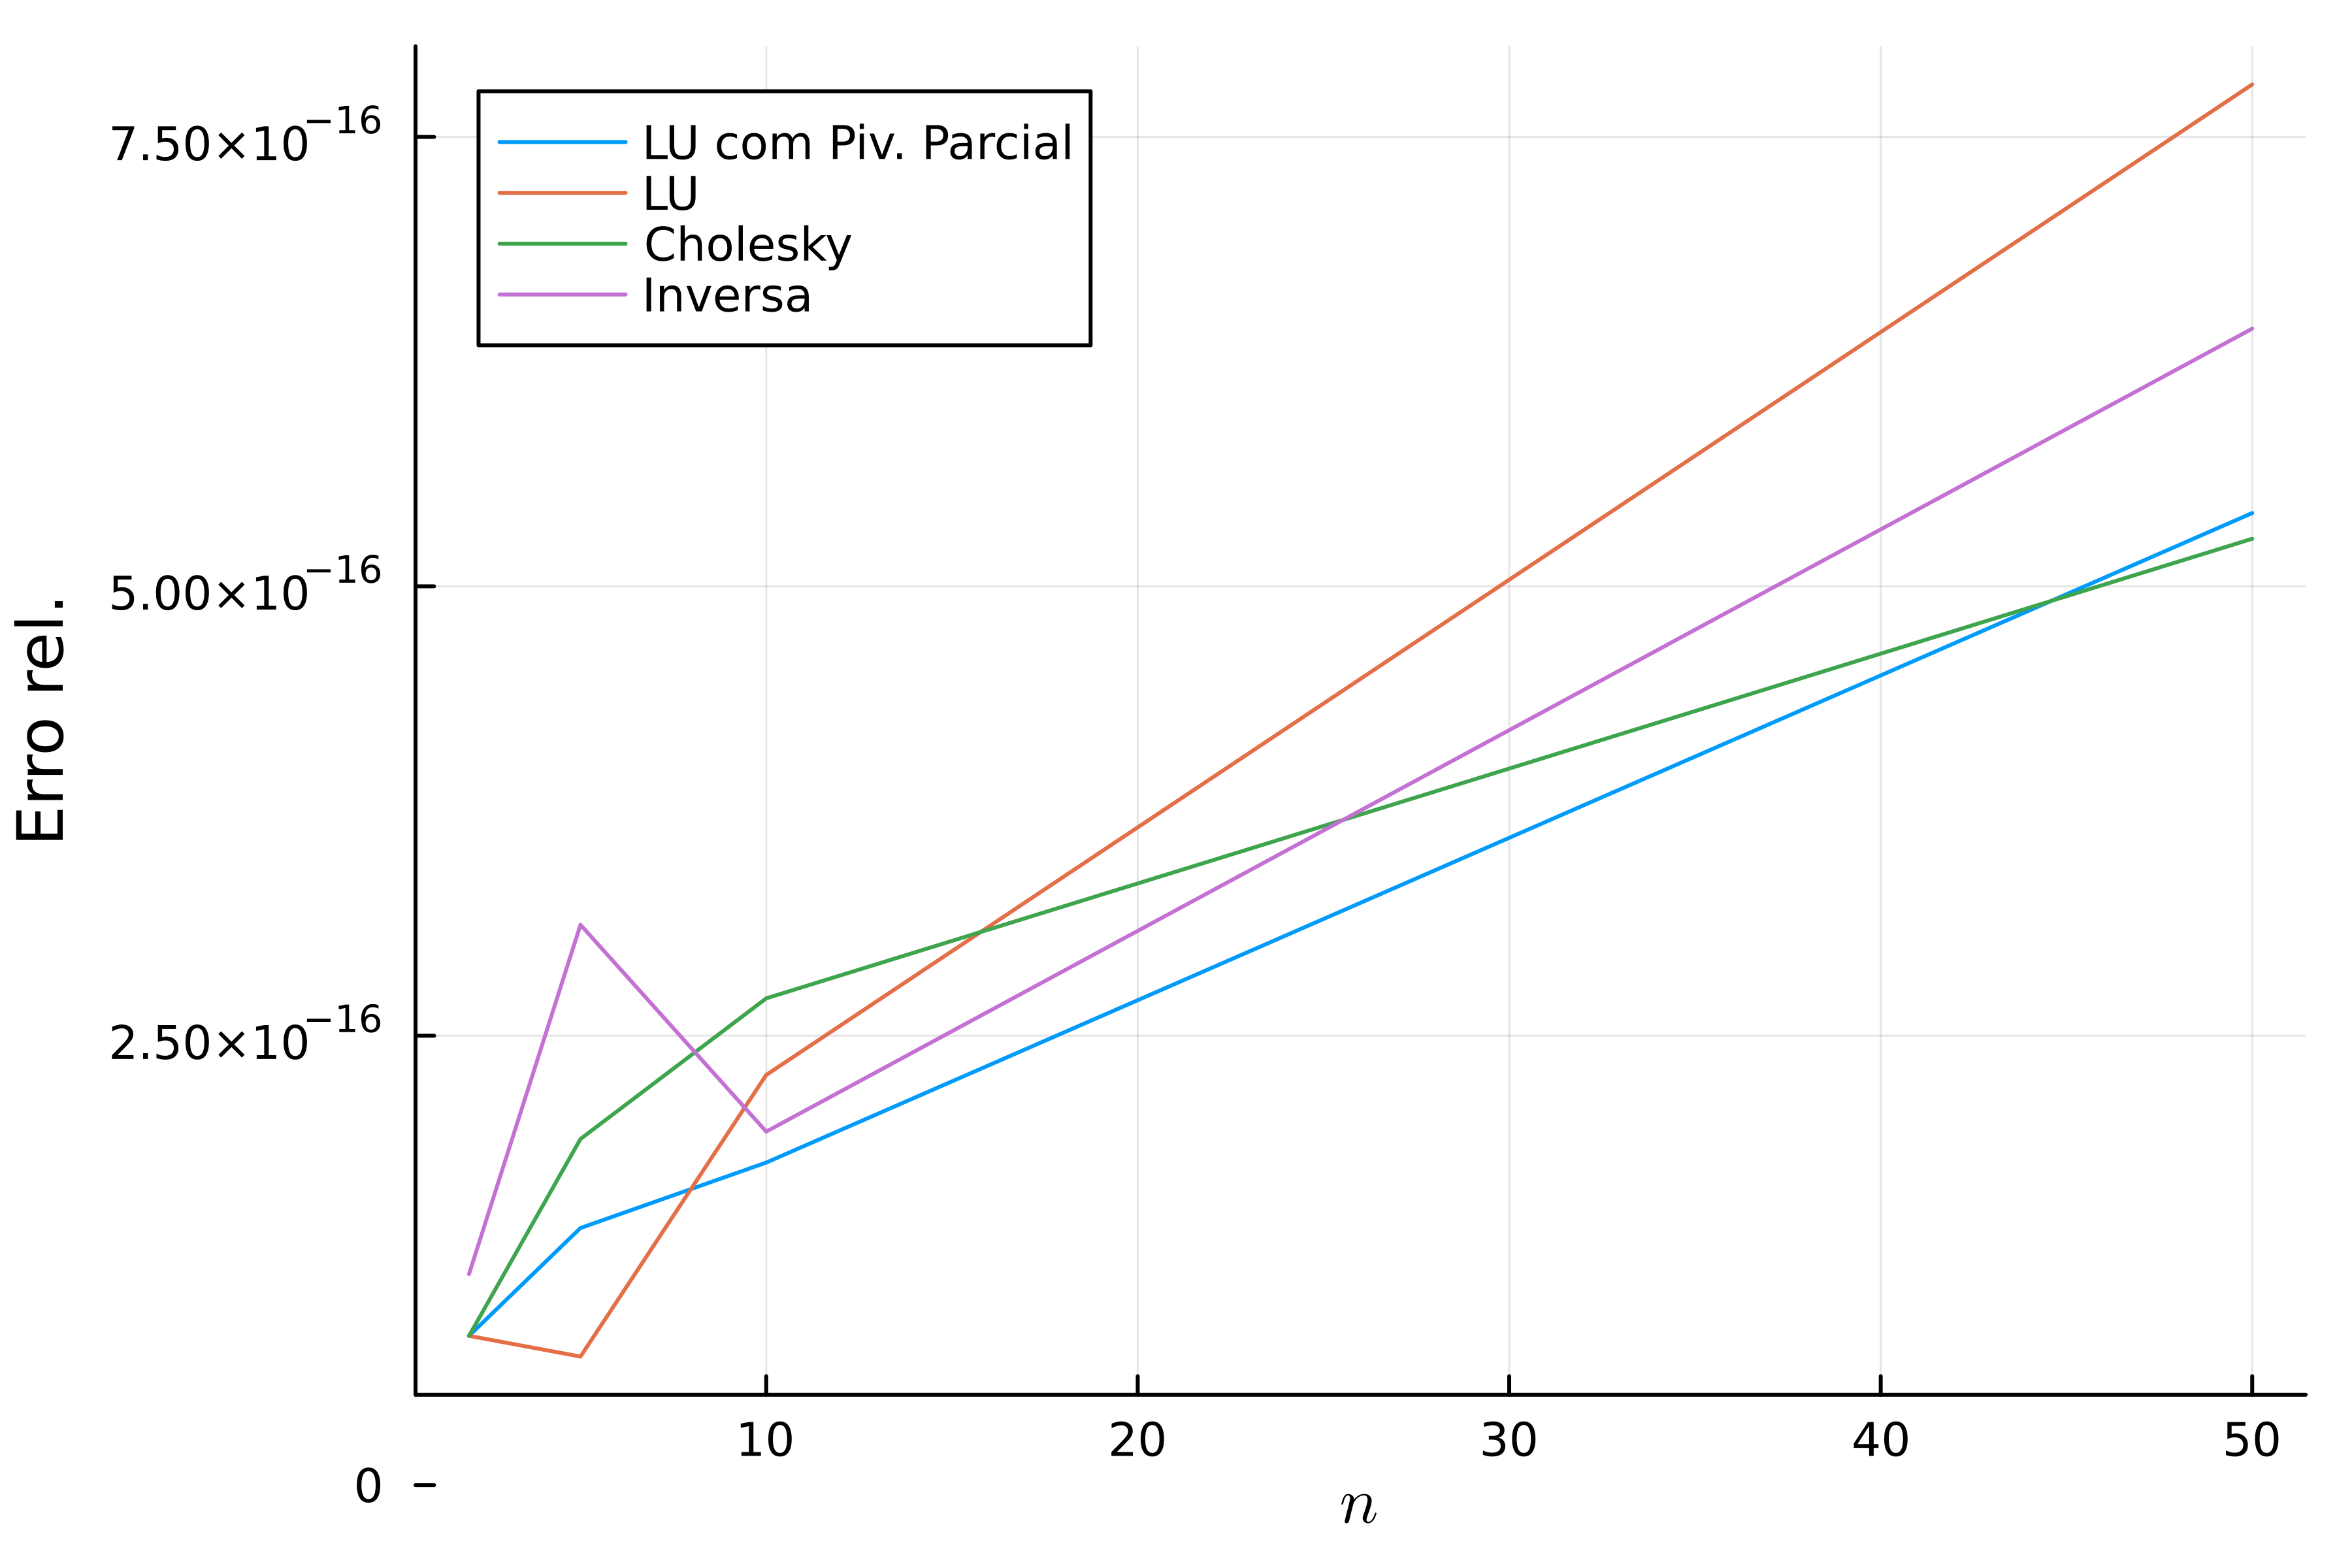 7.50×10⁻¹⁶
5.00×10⁻¹⁶
2.50×10⁻¹⁶
0
Erro rel.
LU com Piv. Parcial
LU
Cholesky
Inversa
10 20 30 40 50
n